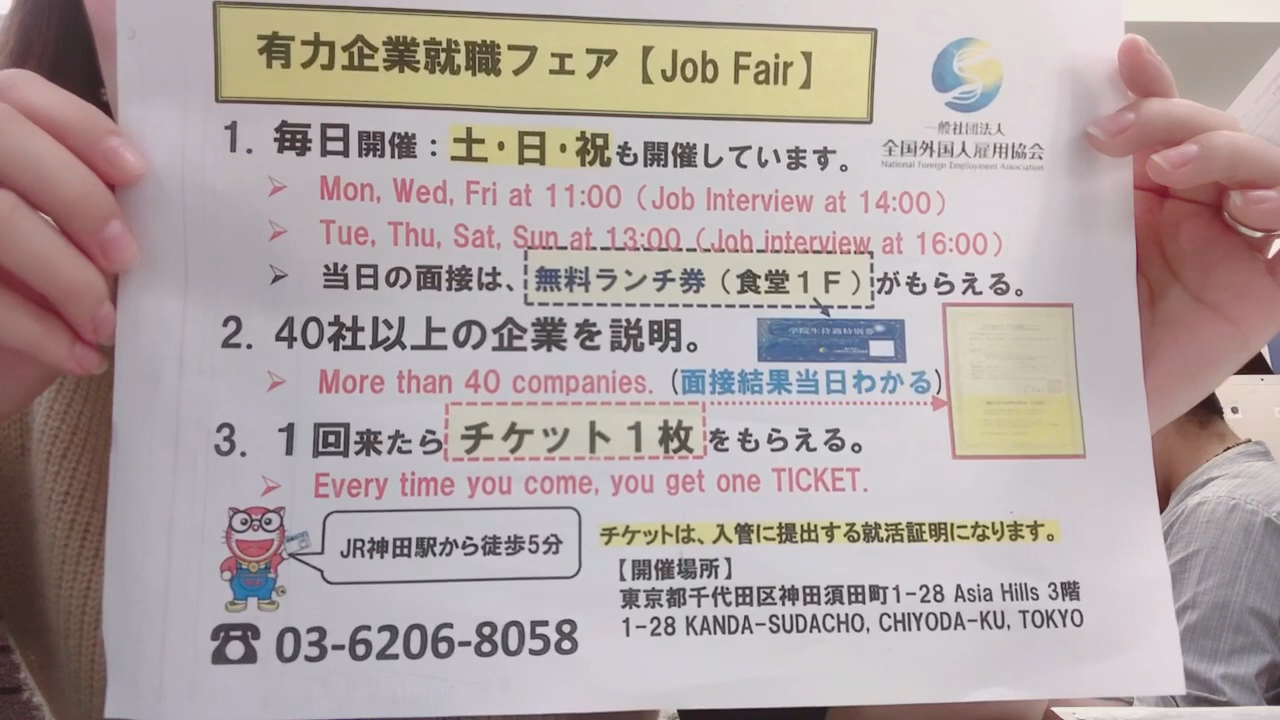 有力企業就職フェア【Job Fair】
一般社団法人
全国外国人雇用協会
National Foreign Employment Association
1. 毎日開催：土・日・祝も開催しています。
➢ Mon, Wed, Fri at 11:00（Job Interview at 14:00）
➢ Tue, Thu, Sat, Sun at 13:00（Job interview at 16:00）
➢ 当日の面接は、無料ランチ券（食堂１Ｆ）がもらえる。
2. 40社以上の企業を説明。
学院生待遇特別券
➢ More than 40 companies.（面接結果当日わかる）
3. １回来たらチケット１枚をもらえる。
➢ Every time you come, you get one TICKET.
JR神田駅から徒歩5分
チケットは、入管に提出する就活証明になります。
【開催場所】
東京都千代田区神田須田町1-28 Asia Hills 3階
1-28 KANDA-SUDACHO, CHIYODA-KU, TOKYO
☎ 03-6206-8058